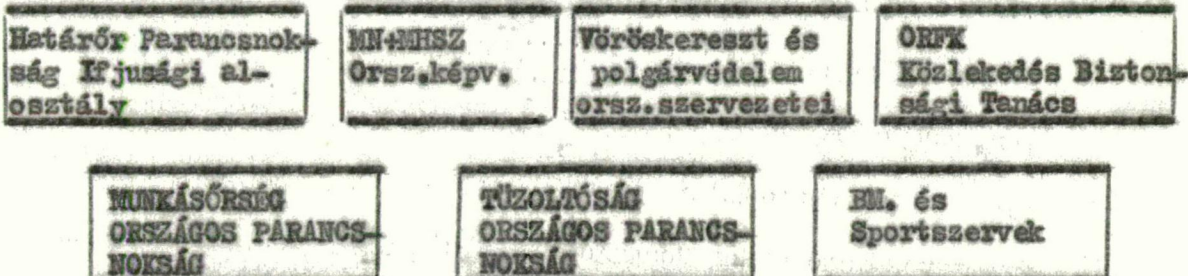 Határőr Parancsnok-
ság Ifjusági al-
osztály
MN+MHSZ
Orsz.képv.
Vöröskereszt és
polgárvédelem
orsz.szervezetei
ORFK
Közlekedés Bizton-
sági Tanács
MUNKÁSŐRSÉG
ORSZÁGOS PARANCS-
NOKSÁG
TÜZOLTÓSÁG
ORSZÁGOS PARANCS-
NOKSÁG
BM. és
Sportszervek